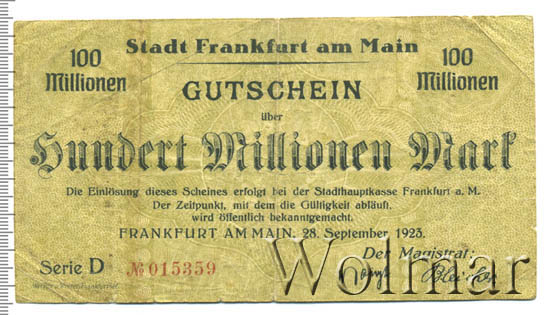 Stadt Frankfurt am Main
100 Millionen
100 Millionen
GUTSCHEIN
über
Hundert Millionen Mark
Die Einlösung dieses Scheines erfolgt bei der Stadthauptkasse Frankfurt a. M.
Der Zeitpunkt, mit dem die Gültigkeit abläuft,
wird öffentlich bekanntgemacht.
FRANKFURT AM MAIN, 28. September 1923.
Der Magistrat:
Serie D № 015359
Wolmar